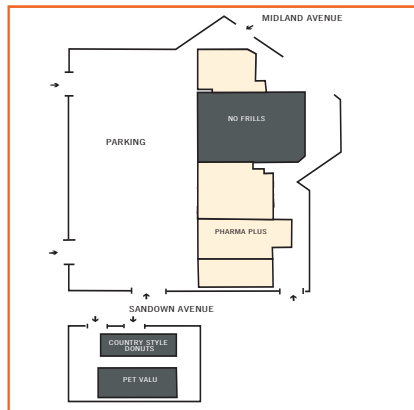 MIDLAND AVENUE
NO FRILLS
PARKING
PHARMA PLUS
SANDOWN AVENUE
COUNTRY STYLE
DONUTS
PET VALU